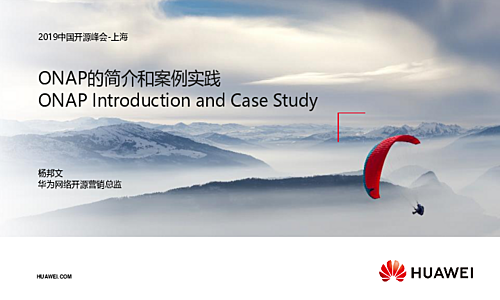 2019中国开源峰会-上海
ONAP的简介和案例实践
ONAP Introduction and Case Study
杨邦文
华为网络开源营销总监
HUAWEI.COM
HUAWEI